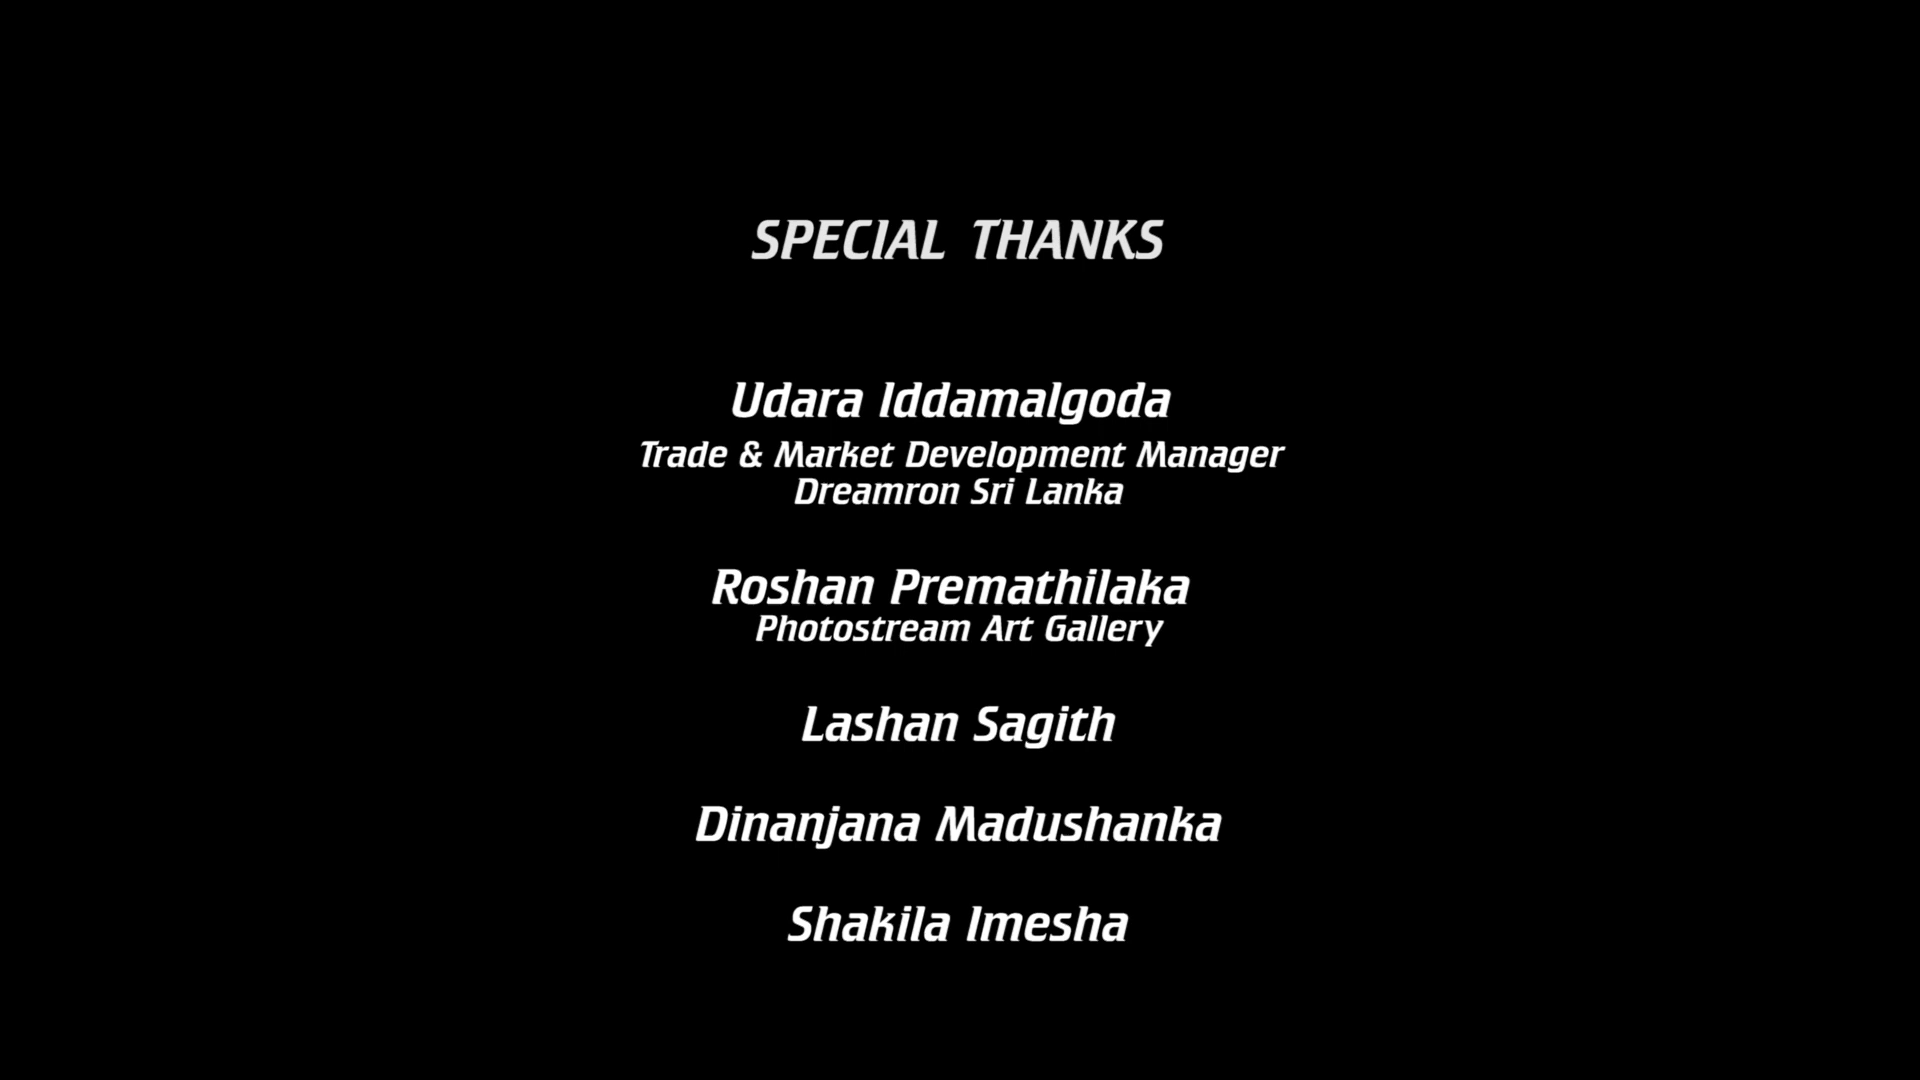 SPECIAL THANKS
Udara Iddamalgoda
Trade & Market Development Manager
Dreamron Sri Lanka
Roshan Premathilaka
Photostream Art Gallery
Lashan Sagith
Dinanjana Madushanka
Shakila Imesha